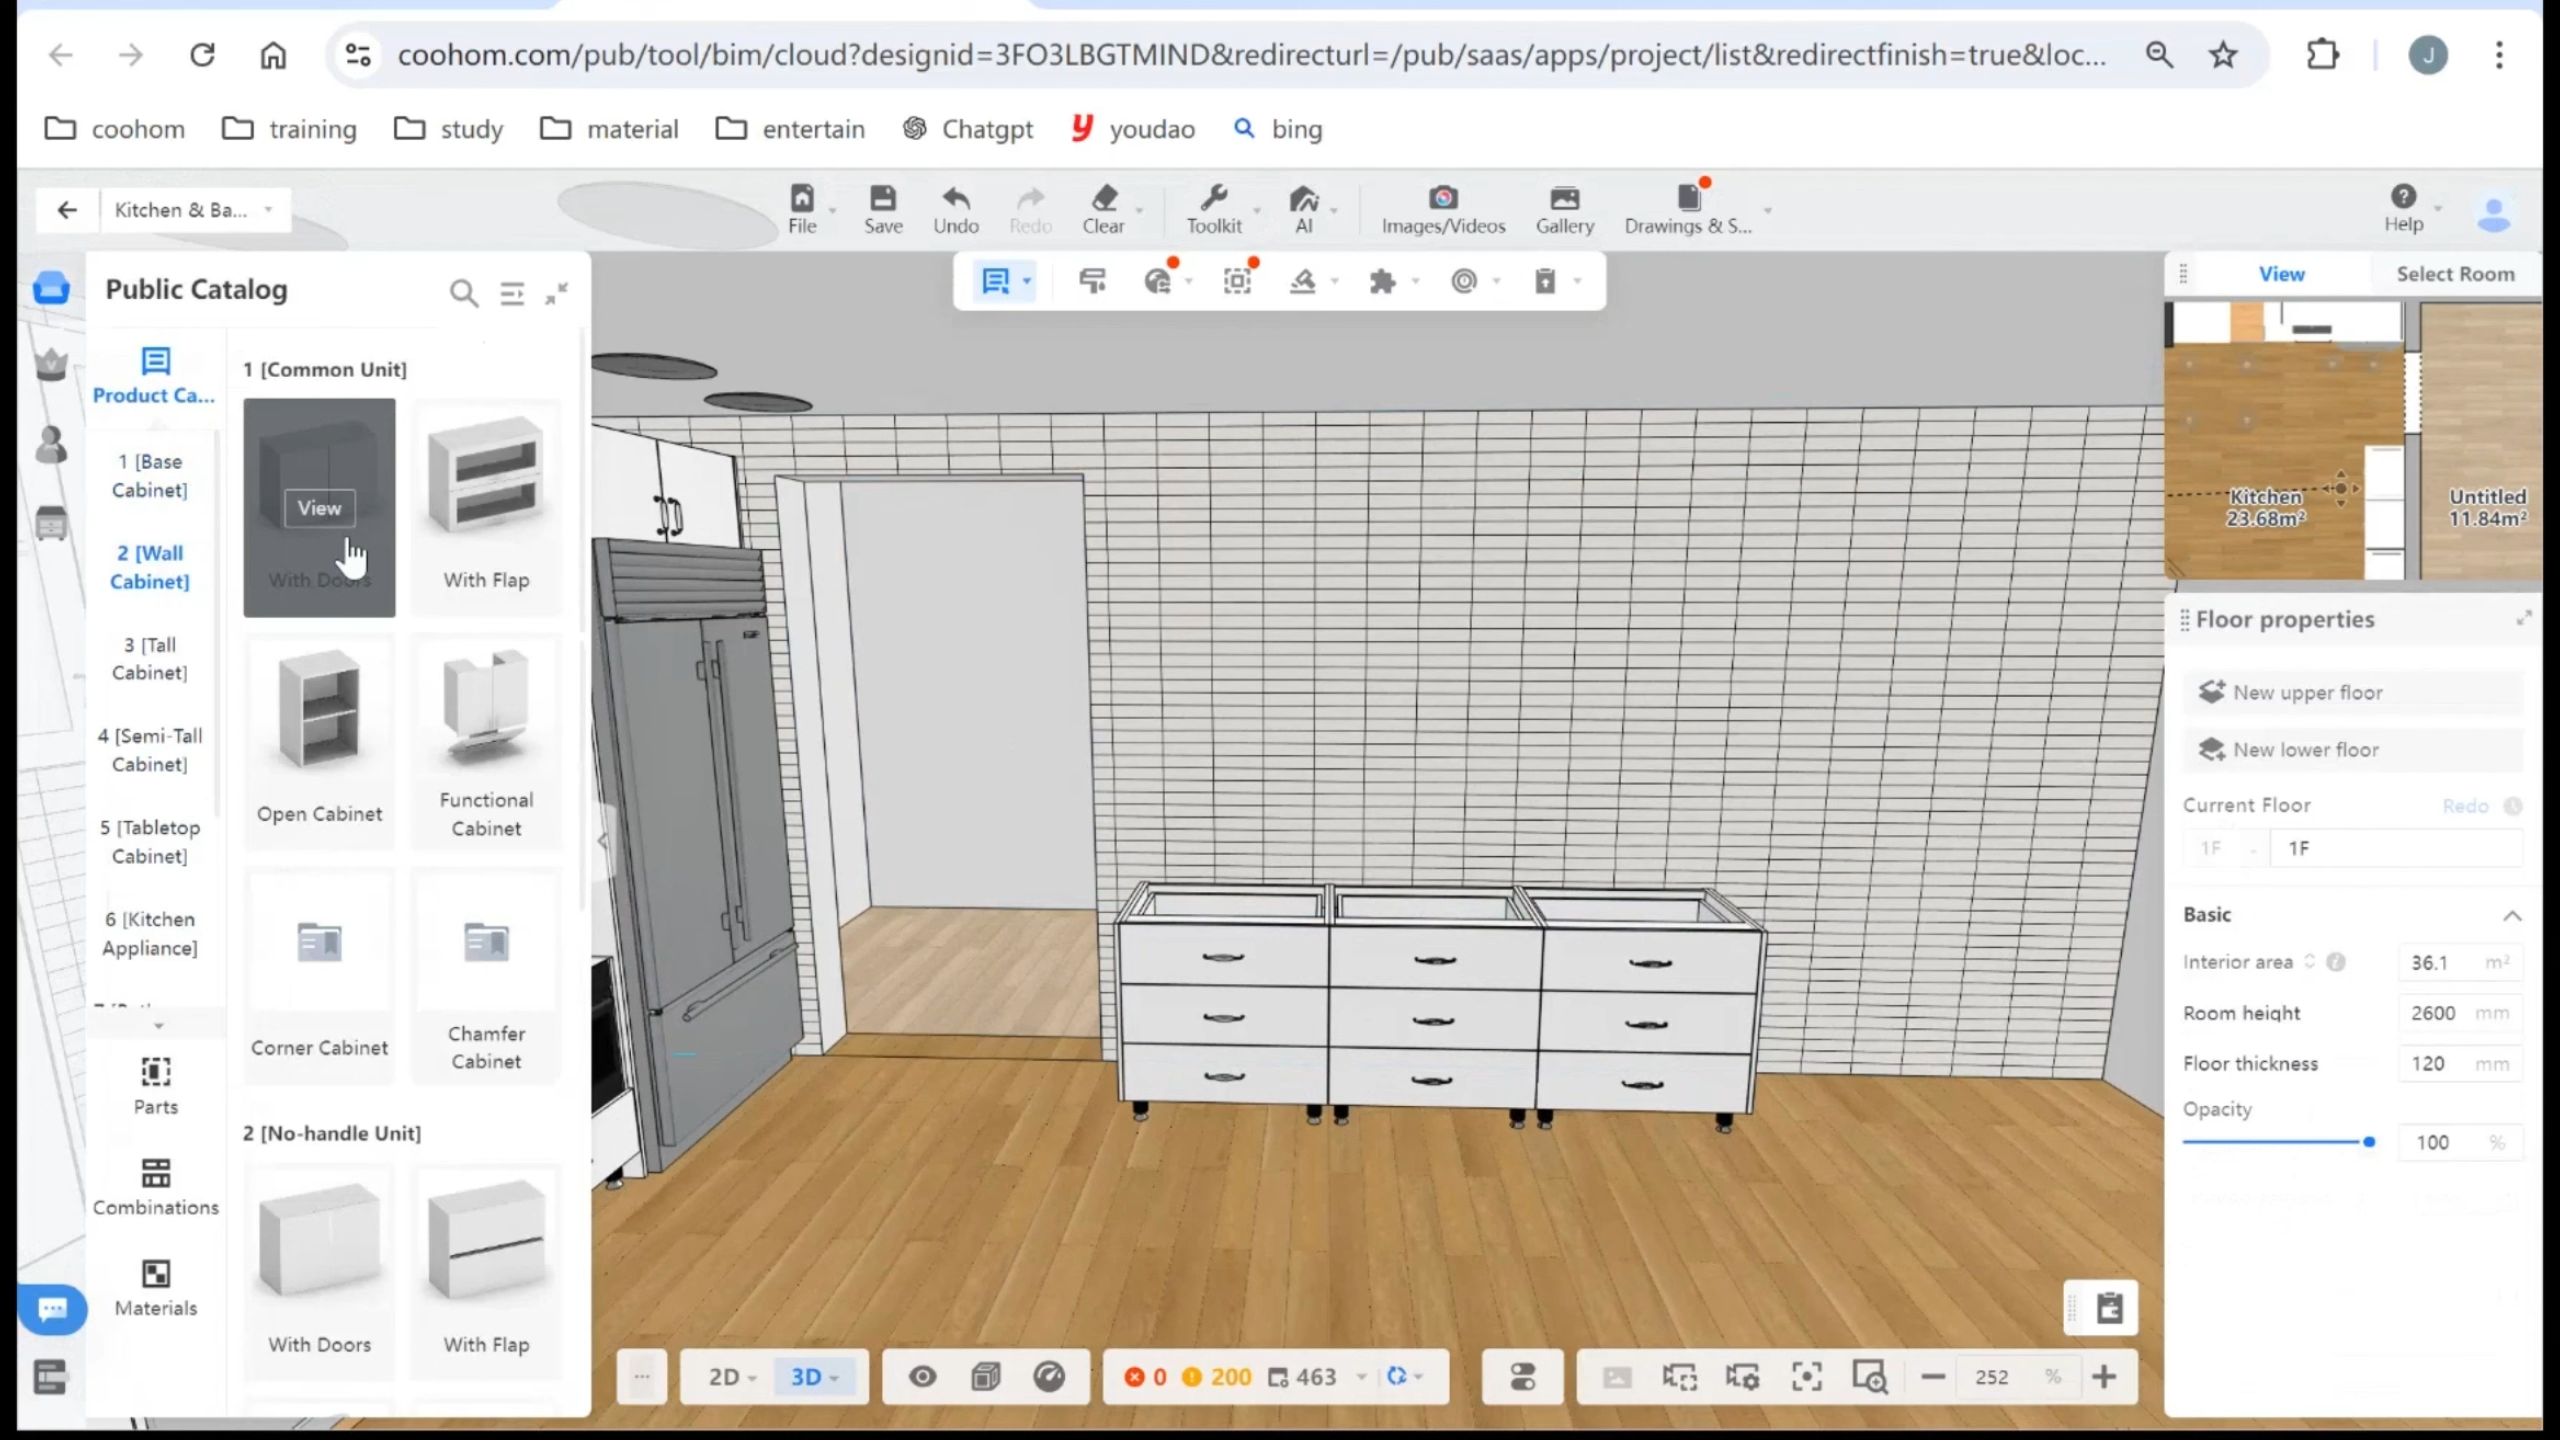 coohom.com/pub/tool/bim/cloud?designid=3FO3LBGTMIND&redirecturl=/pub/saas/apps/project/list&redirectfinish=true&loc...
J
coohom
training
study
material
entertain
Chatgpt
youdao
bing
Kitchen & Ba...
File
Save
Undo
Redo
Clear
Toolkit
AI
Images/Videos
Gallery
Drawings & S...
Help
Public Catalog
Product Ca...
1 [Base
Cabinet]
2 [Wall
Cabinet]
3 [Tall
Cabinet]
4 [Semi-Tall
Cabinet]
5 [Tabletop
Cabinet]
6 [Kitchen
Appliance]
Parts
Combinations
Materials
1 [Common Unit]
View
With Doors
With Flap
Open Cabinet
Functional
Cabinet
Corner Cabinet
Chamfer
Cabinet
2 [No-handle Unit]
With Doors
With Flap
View
Select Room
Kitchen
23.68m²
Untitled
11.84m²
Floor properties
New upper floor
New lower floor
Current Floor
Redo
1F
-
1F
Basic
Interior area
36.1 m²
Room height
2600 mm
Floor thickness
120 mm
Opacity
100 %
2D
3D
0
200
463
252 %